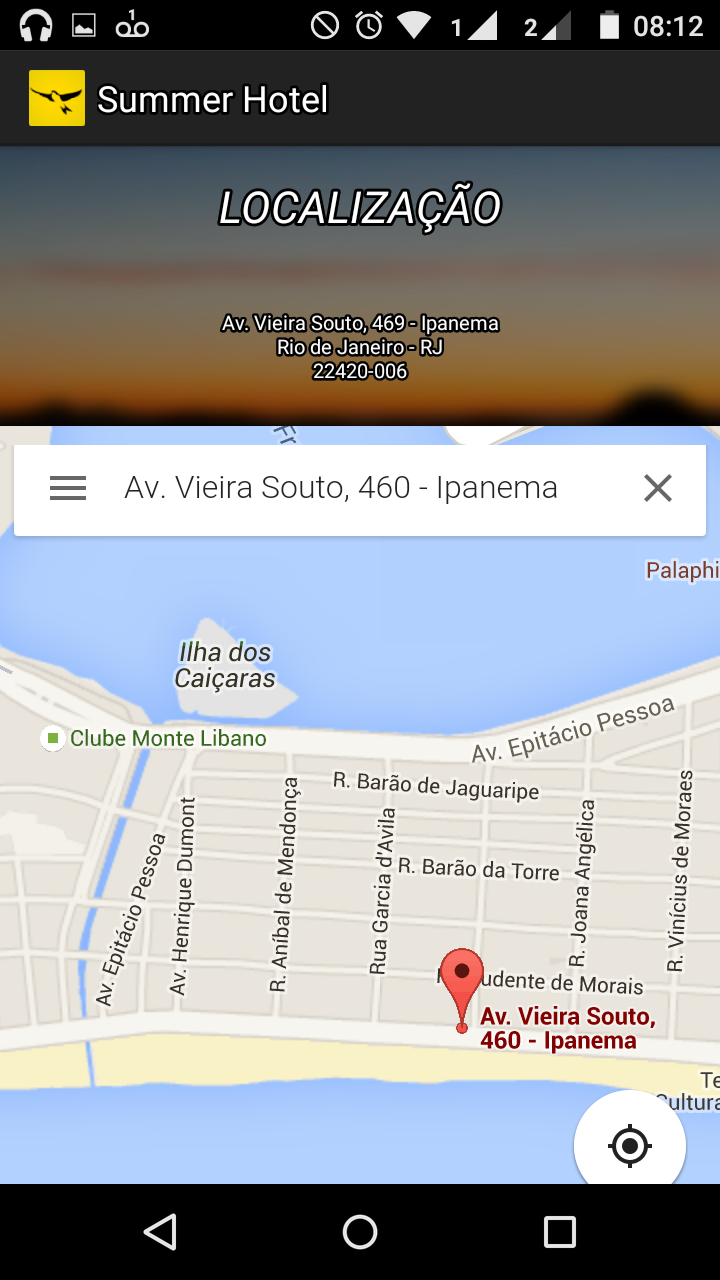 1 2 08:12
Summer Hotel
LOCALIZAÇÃO
Av. Vieira Souto, 469 - Ipanema
Rio de Janeiro - RJ
22420-006
Av. Vieira Souto, 460 - Ipanema
Palaphi
Ilha dos
Caiçaras
Av. Epitácio Pessoa
Clube Monte Libano
R. Barão de Jaguaripe
R. Vinícius de Moraes
R. Joana Angélica
R. Aníbal de Mendonça
Av. Henrique Dumont
Rua Garcia d'Avila
Av. Epitácio Pessoa
R. Barão da Torre
udente de Morais
Av. Vieira Souto,
460 - Ipanema
Te
Cultura